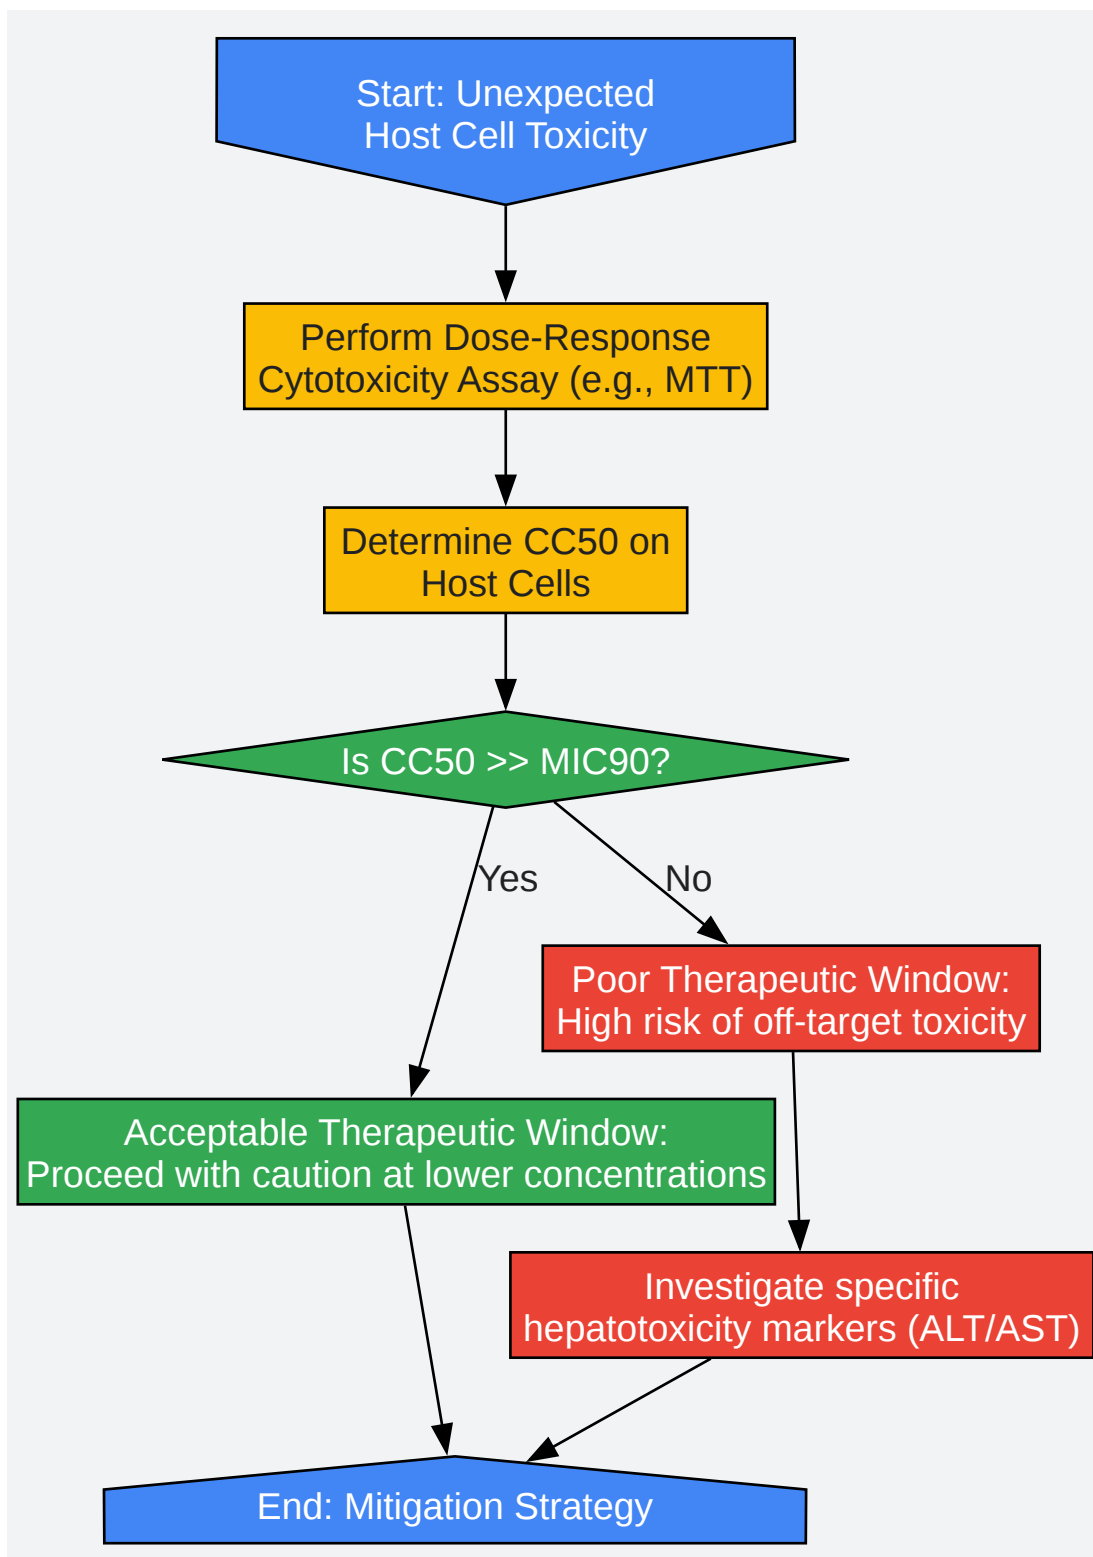 Start: Unexpected
Host Cell Toxicity
Perform Dose-Response
Cytotoxicity Assay (e.g., MTT)
Determine CC50 on
Host Cells
Is CC50 >> MIC90?
Yes
No
Poor Therapeutic Window:
High risk of off-target toxicity
Acceptable Therapeutic Window:
Proceed with caution at lower concentrations
Investigate specific
hepatotoxicity markers (ALT/AST)
End: Mitigation Strategy